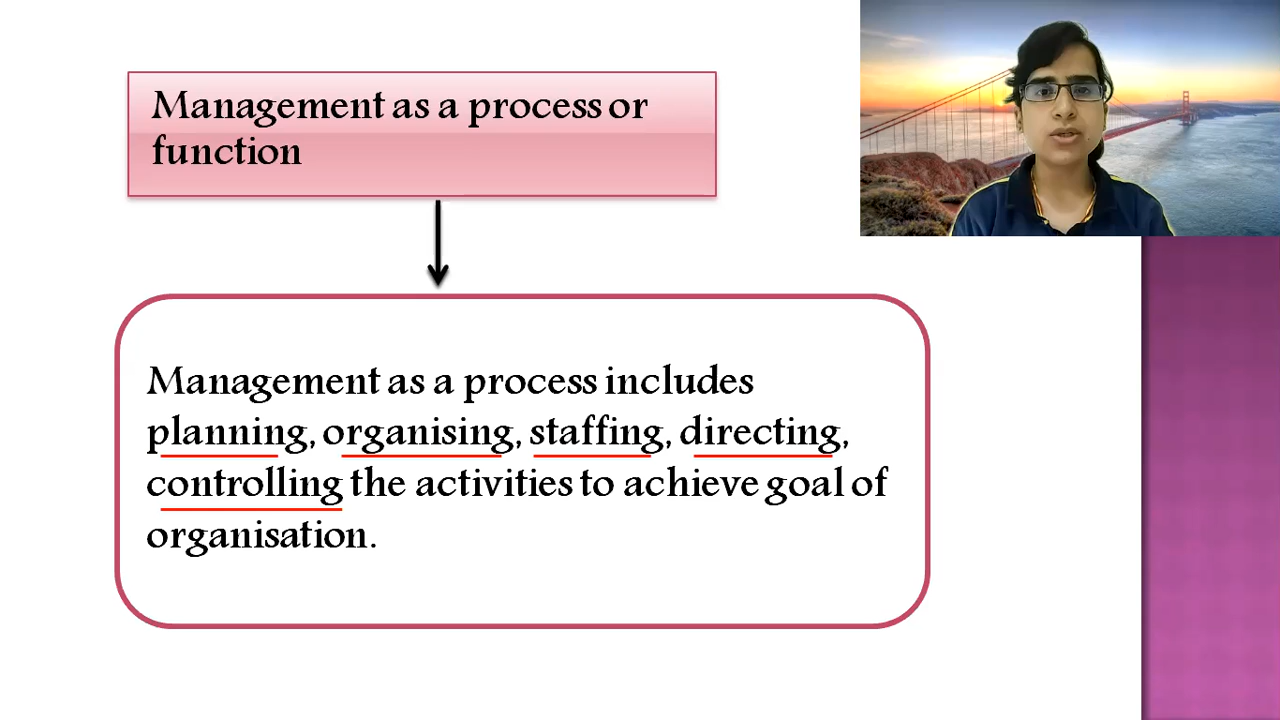 Management as a process or
function
Management as a process includes
planning, organising, staffing, directing,
controlling the activities to achieve goal of
organisation.